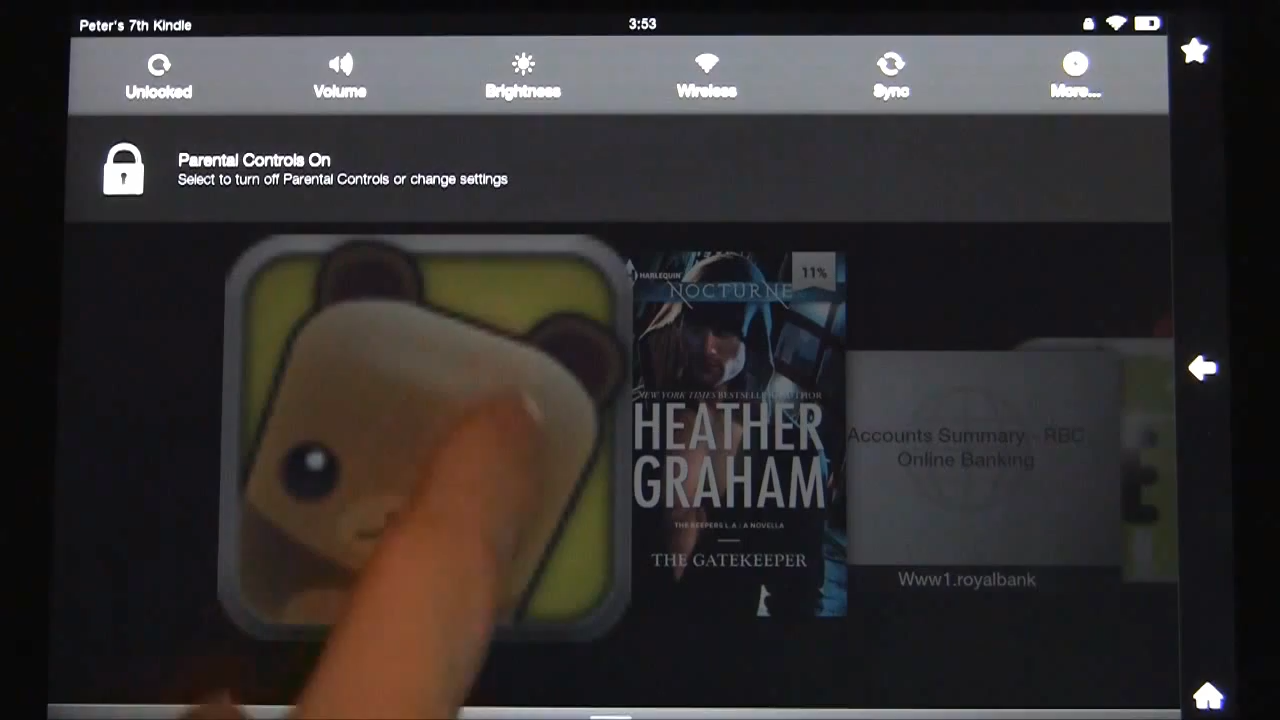 Peter's 7th Kindle
3:53
Unlocked
Volume
Brightness
Wireless
Sync
More...
Parental Controls On
Select to turn off Parental Controls or change settings
HARLEQUIN
NOCTURNE
11%
NEW YORK TIMES BESTSELLING AUTHOR
HEATHER
GRAHAM
THE KEEPERS L.A.: A NOVELLA
THE GATEKEEPER
Accounts Summary - RBC
Online Banking
Www1.royalbank